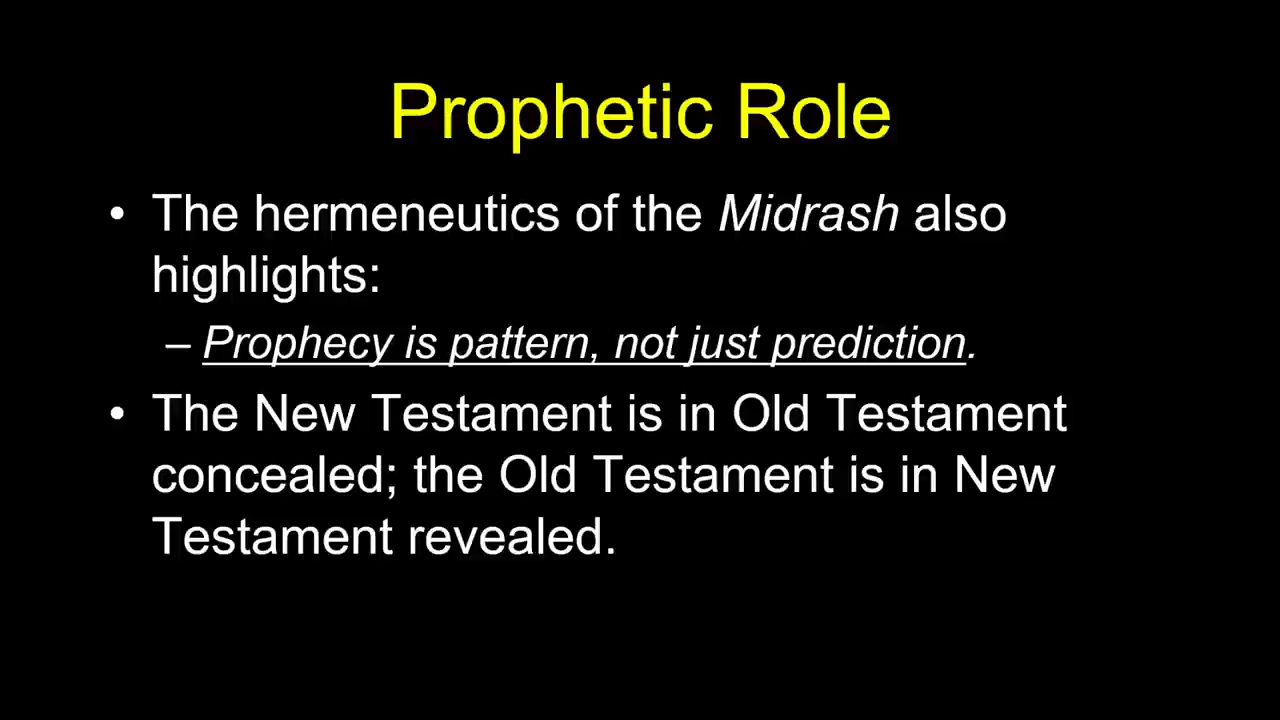 Prophetic Role
• The hermeneutics of the Midrash also
highlights:
– Prophecy is pattern, not just prediction.
• The New Testament is in Old Testament
concealed; the Old Testament is in New
Testament revealed.